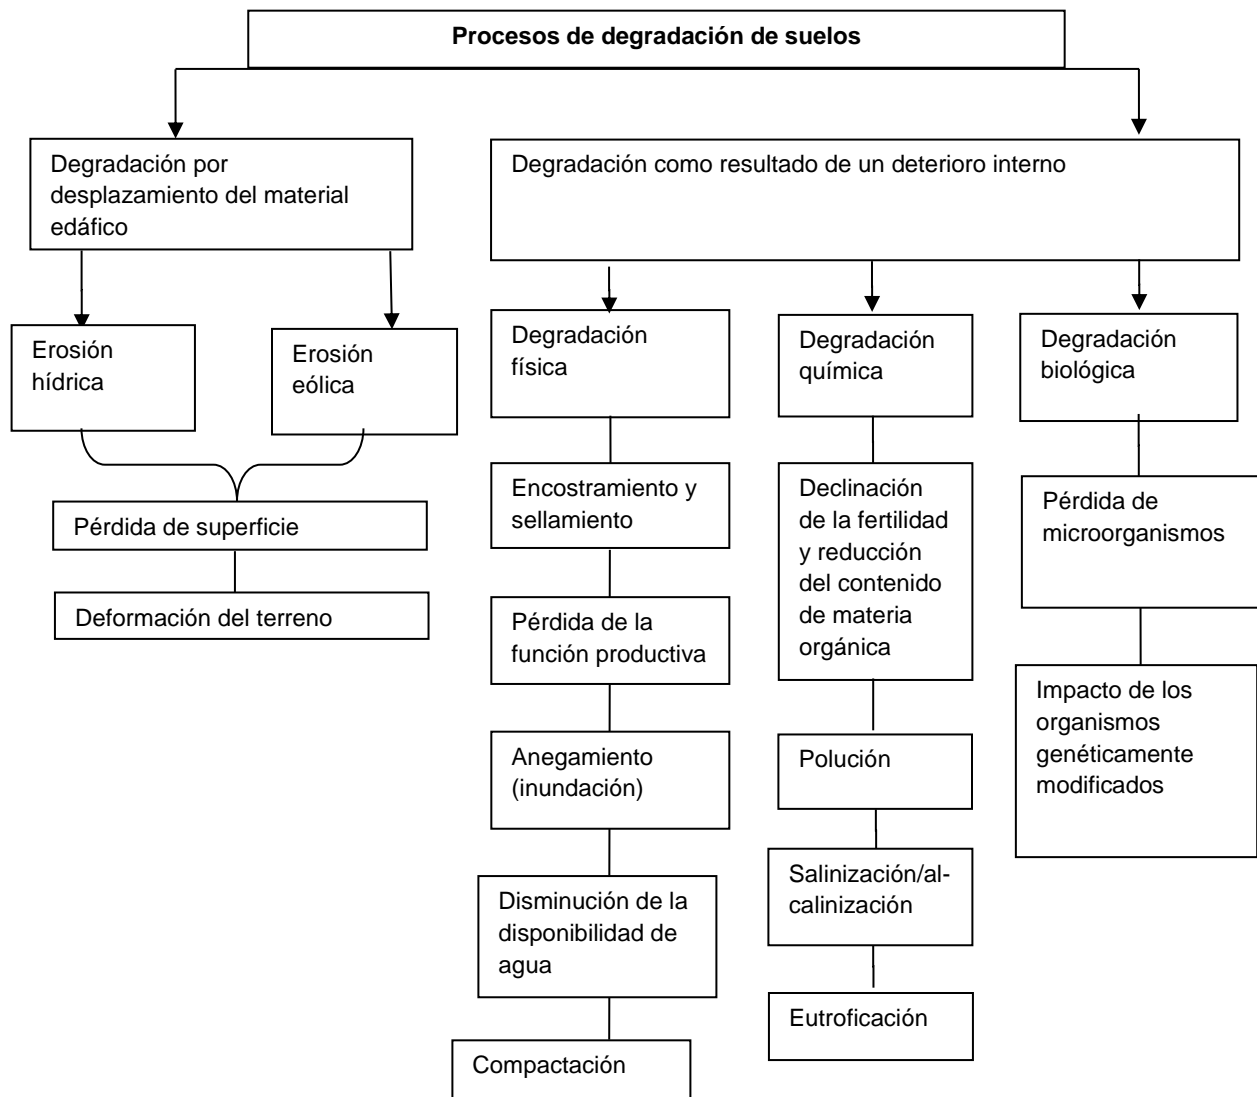 Procesos de degradación de suelos
Degradación por
desplazamiento del material
edáfico
Degradación como resultado de un deterioro interno
Erosión
hídrica
Erosión
eólica
Pérdida de superficie
Deformación del terreno
Degradación
física
Encostramiento y
sellamiento
Pérdida de la
función productiva
Anegamiento
(inundación)
Disminución de la
disponibilidad de
agua
Compactación
Degradación
química
Declinación
de la fertilidad
y reducción
del contenido
de materia
orgánica
Polución
Salinización/al-
calinización
Eutroficación
Degradación
biológica
Pérdida de
microorganismos
Impacto de los
organismos
genéticamente
modificados